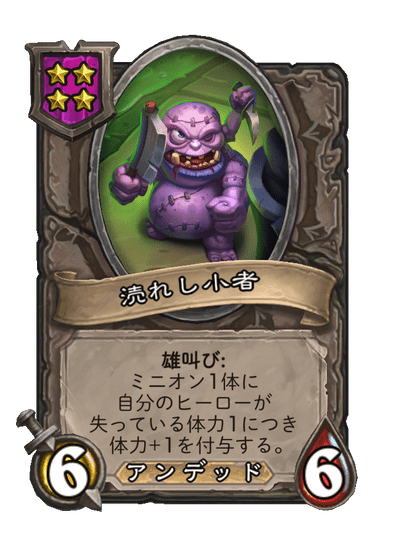 潰れし小者
雄叫び:
ミニオン1体に
自分のヒーローが
失っている体力1につき
体力+1を付与する。
6
アンデッド
6